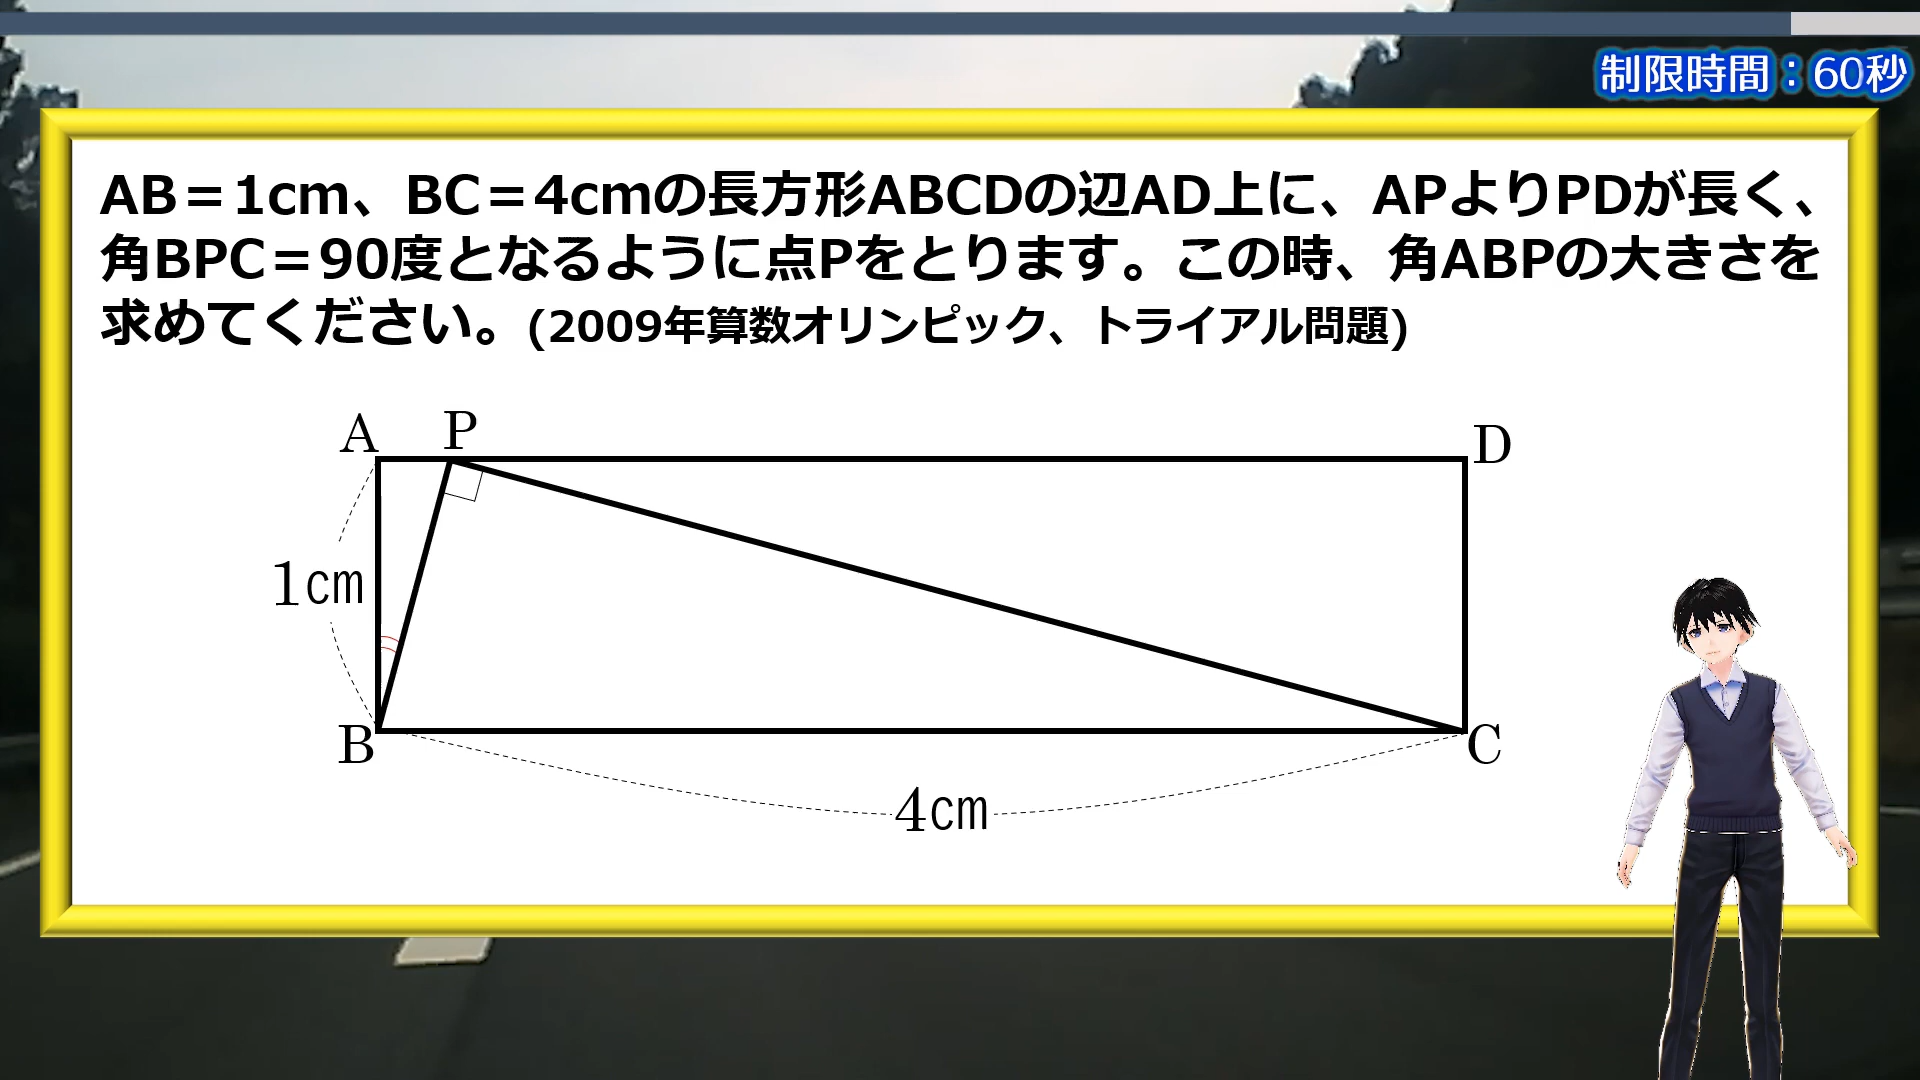 制限時間：60秒
AB＝1cm、BC＝4cmの長方形ABCDの辺AD上に、APよりPDが長く、
角BPC＝90度となるように点Pをとります。この時、角ABPの大きさを
求めてください。(2009年算数オリンピック、トライアル問題)
A P D
1cm
B C
4cm